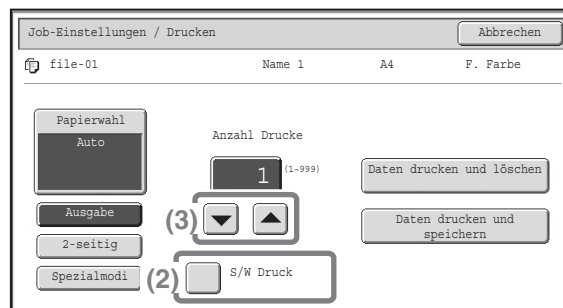 Job-Einstellungen / Drucken
Abbrechen
file-01 Name 1 A4 F. Farbe
Papierwahl
Auto
Anzahl Drucke
1 (1-999)
Daten drucken und löschen
Ausgabe
(3)
Daten drucken und
speichern
2-seitig
Spezialmodi
(2) S/W Druck